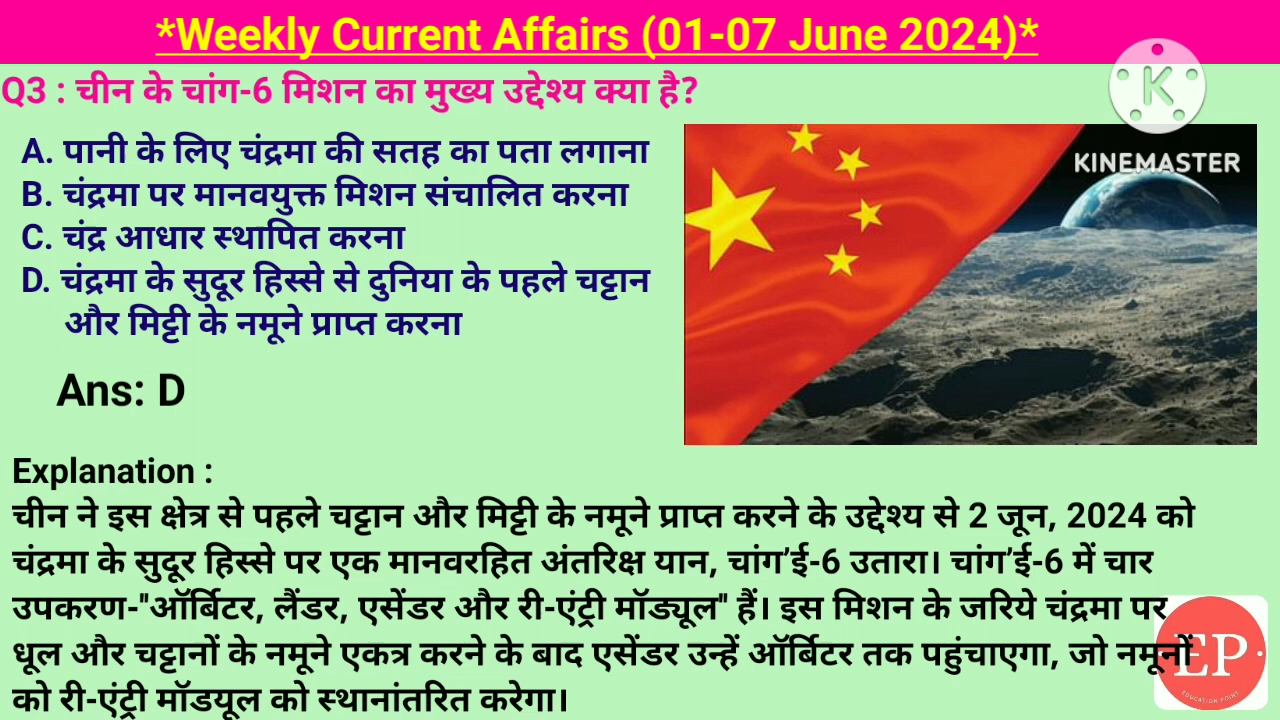 *Weekly Current Affairs (01-07 June 2024)*
Q3 : चीन के चांग-6 मिशन का मुख्य उद्देश्य क्या है?
K
KINEMASTER
A. पानी के लिए चंद्रमा की सतह का पता लगाना
B. चंद्रमा पर मानवयुक्त मिशन संचालित करना
C. चंद्र आधार स्थापित करना
D. चंद्रमा के सुदूर हिस्से से दुनिया के पहले चट्टान
और मिट्टी के नमूने प्राप्त करना
Ans: D
Explanation :
चीन ने इस क्षेत्र से पहले चट्टान और मिट्टी के नमूने प्राप्त करने के उद्देश्य से 2 जून, 2024 को
चंद्रमा के सुदूर हिस्से पर एक मानवरहित अंतरिक्ष यान, चांग’ई-6 उतारा। चांग’ई-6 में चार
उपकरण-"ऑर्बिटर, लैंडर, एसेंडर और री-एंट्री मॉड्यूल" हैं। इस मिशन के जरिये चंद्रमा पर
धूल और चट्टानों के नमूने एकत्र करने के बाद एसेंडर उन्हें ऑर्बिटर तक पहुंचाएगा, जो नमूनों
को री-एंट्री मॉडयूल को स्थानांतरित करेगा।
EP
EDUCATION POINT